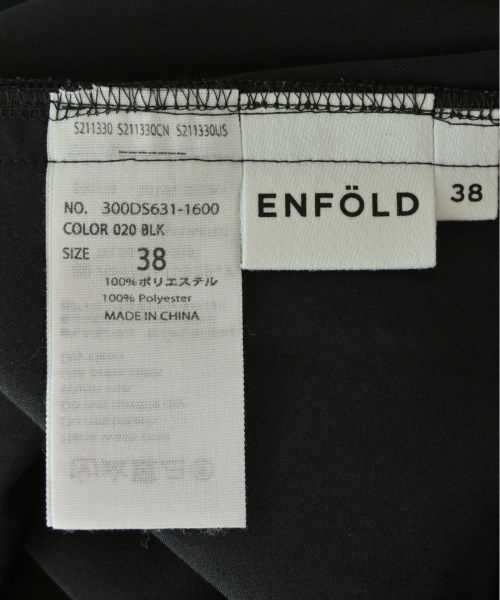 S211330 S211330CN S211330US
NO. 300DS631-1600
COLOR 020 BLK
SIZE 38
100%ポリエステル
100% Polyester
MADE IN CHINA
ENFÖLD
38